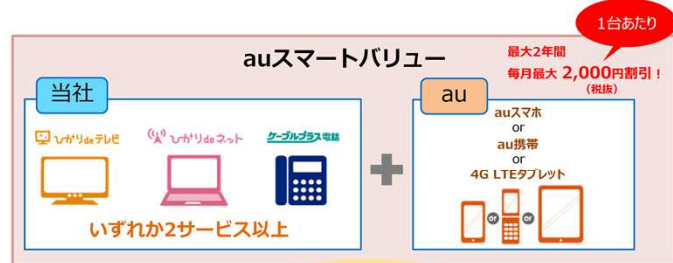 1台あたり
auスマートバリュー
最大2年間
毎月最大 2,000円割引！
(税抜)
当社
ひかりdeテレビ
ひかりdeネット
ケーブルプラス電話
いずれか2サービス以上
au
auスマホ
or
au携帯
or
4G LTEタブレット
or
or